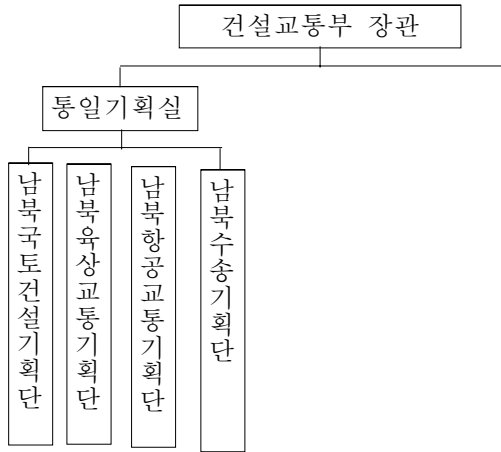 건설교통부 장관
통일기획실
남북국토건설기획단
남북육상교통기획단
남북항공교통기획단
남북수송기획단